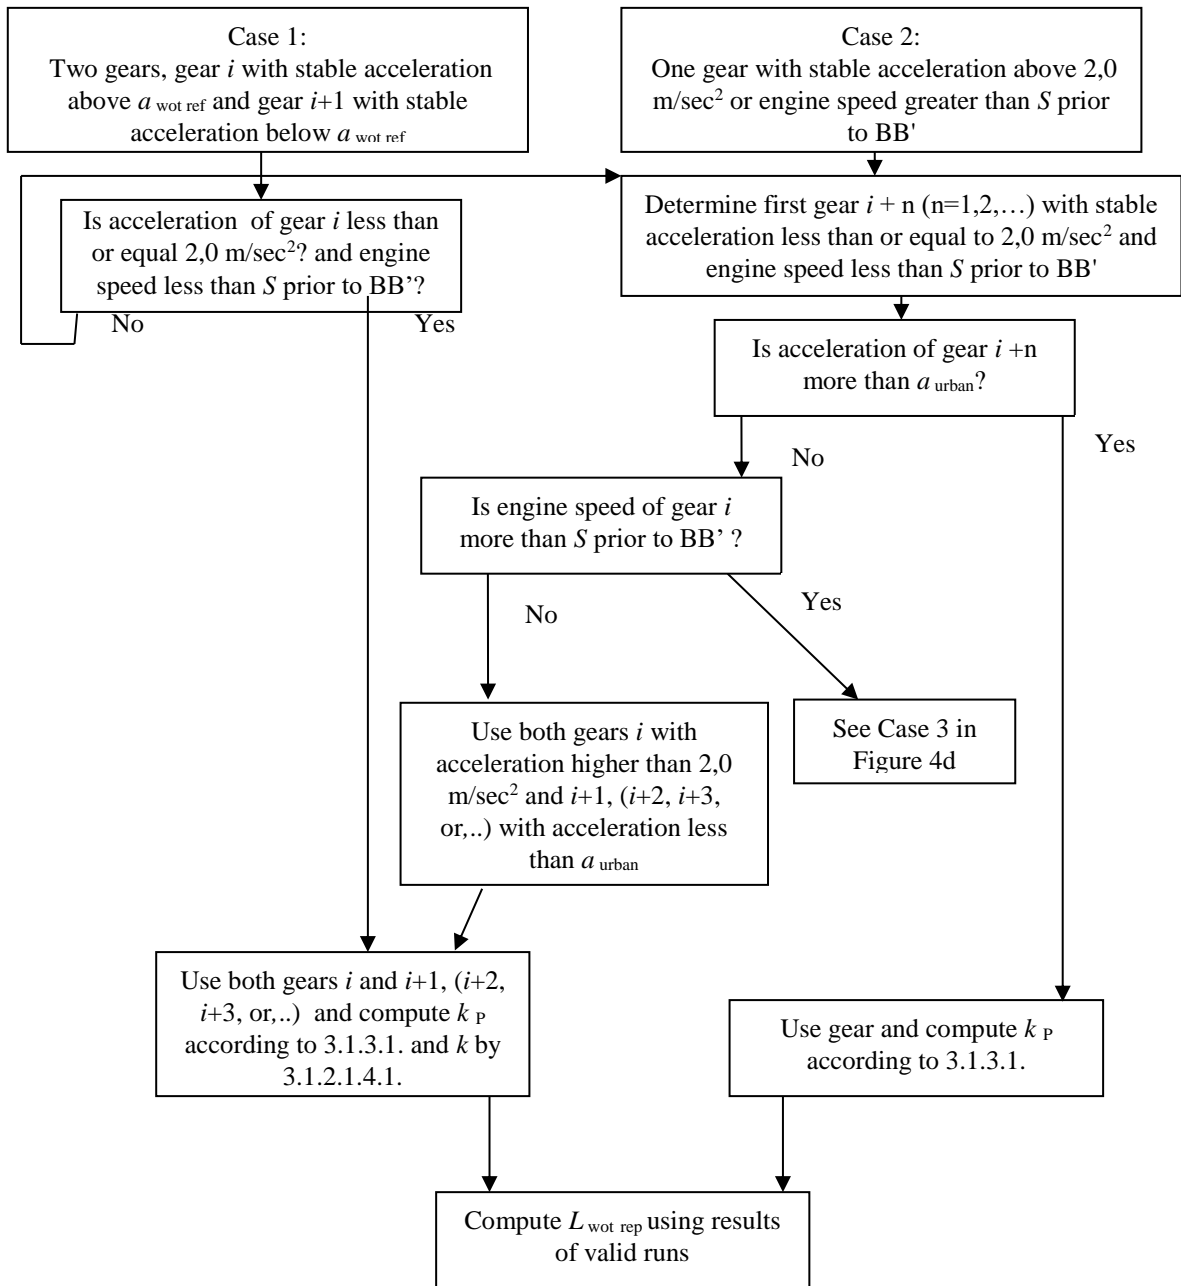 Case 1:
Two gears, gear i with stable acceleration
above a wot ref and gear i+1 with stable
acceleration below a wot ref
Case 2:
One gear with stable acceleration above 2,0
m/sec² or engine speed greater than S prior
to BB'
Is acceleration of gear i less than
or equal 2,0 m/sec²? and engine
speed less than S prior to BB’?
No
Yes
Determine first gear i + n (n=1,2,…) with stable
acceleration less than or equal to 2,0 m/sec² and
engine speed less than S prior to BB'
Is acceleration of gear i +n
more than a urban?
No
Yes
Is engine speed of gear i
more than S prior to BB’ ?
No
Yes
Use both gears i with
acceleration higher than 2,0
m/sec² and i+1, (i+2, i+3,
or,..) with acceleration less
than a urban
See Case 3 in
Figure 4d
Use both gears i and i+1, (i+2,
i+3, or,..) and compute k P
according to 3.1.3.1. and k by
3.1.2.1.4.1.
Use gear and compute k P
according to 3.1.3.1.
Compute L wot rep using results
of valid runs